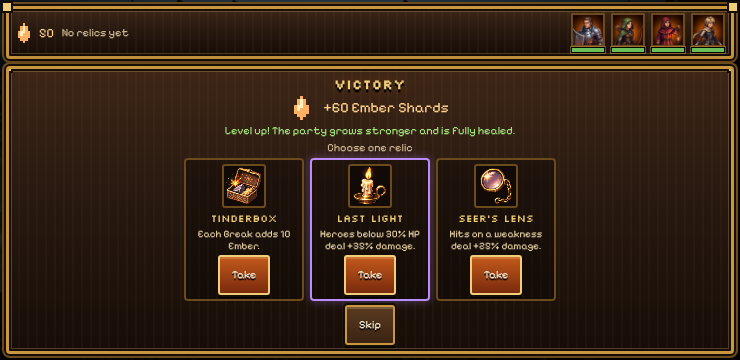 50 No relics yet
VICTORY
+60 Ember Shards
Level up! The party grows stronger and is fully healed.
Choose one relic
TINDERBOX
Each Break adds 10
Ember.
Take
LAST LIGHT
Heroes below 30% HP
deal +38% damage.
Take
SEER'S LENS
Hits on a weakness
deal +28% damage.
Take
Skip